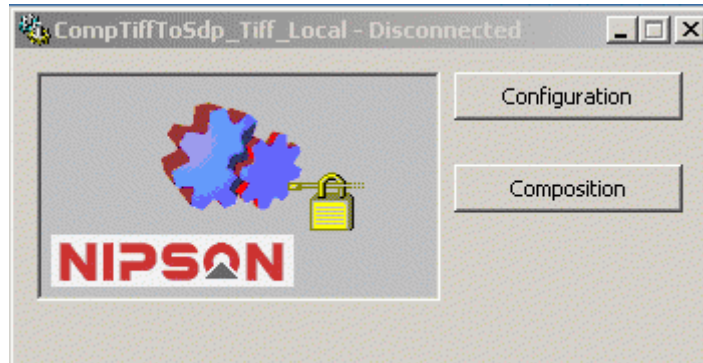 CompTiffToSdp_Tiff_Local - Disconnected
Configuration
Composition
NIPSON